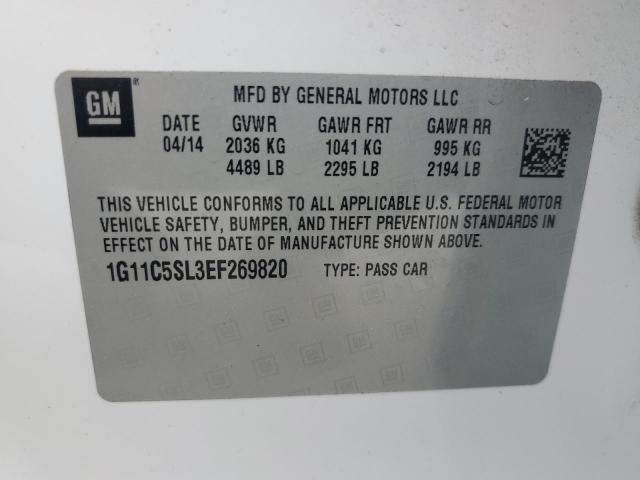 GM
MFD BY GENERAL MOTORS LLC
DATE GVWR GAWR FRT GAWR RR
04/14 2036 KG 1041 KG 995 KG
4489 LB 2295 LB 2194 LB
THIS VEHICLE CONFORMS TO ALL APPLICABLE U.S. FEDERAL MOTOR
VEHICLE SAFETY, BUMPER, AND THEFT PREVENTION STANDARDS IN
EFFECT ON THE DATE OF MANUFACTURE SHOWN ABOVE.
1G11C5SL3EF269820 TYPE: PASS CAR